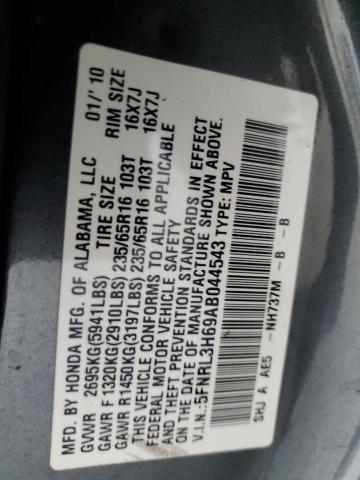 MFD. BY HONDA MFG. OF ALABAMA, LLC 01/'10
GVWR 2695KG(5941LBS) TIRE SIZE RIM SIZE
GAWR F 1320KG(2910LBS) 235/65R16 103T 16X7J
GAWR R 1450KG(3197LBS) 235/65R16 103T 16X7J
THIS VEHICLE CONFORMS TO ALL APPLICABLE
FEDERAL MOTOR VEHICLE SAFETY
AND THEFT PREVENTION STANDARDS IN EFFECT
ON THE DATE OF MANUFACTURE SHOWN ABOVE.
V.I.N.: 5FNRL3H69AB044543 TYPE: MPV
SHJ A AE5 - NH737M - B - B